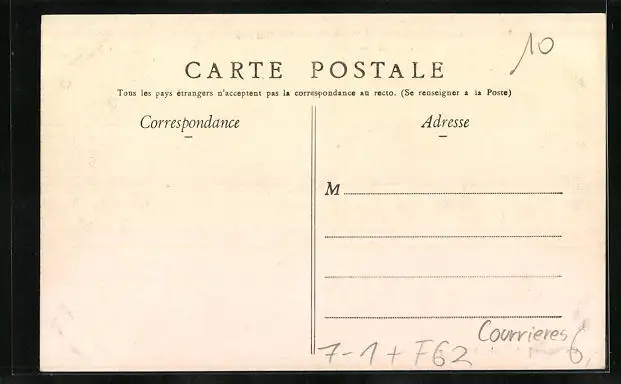 10
CARTE POSTALE
Tous les pays étrangers n'acceptent pas la correspondance au recto. (Se renseigner a la Poste)
Correspondance
Adresse
M
Courrières
7-1+ F62 6,